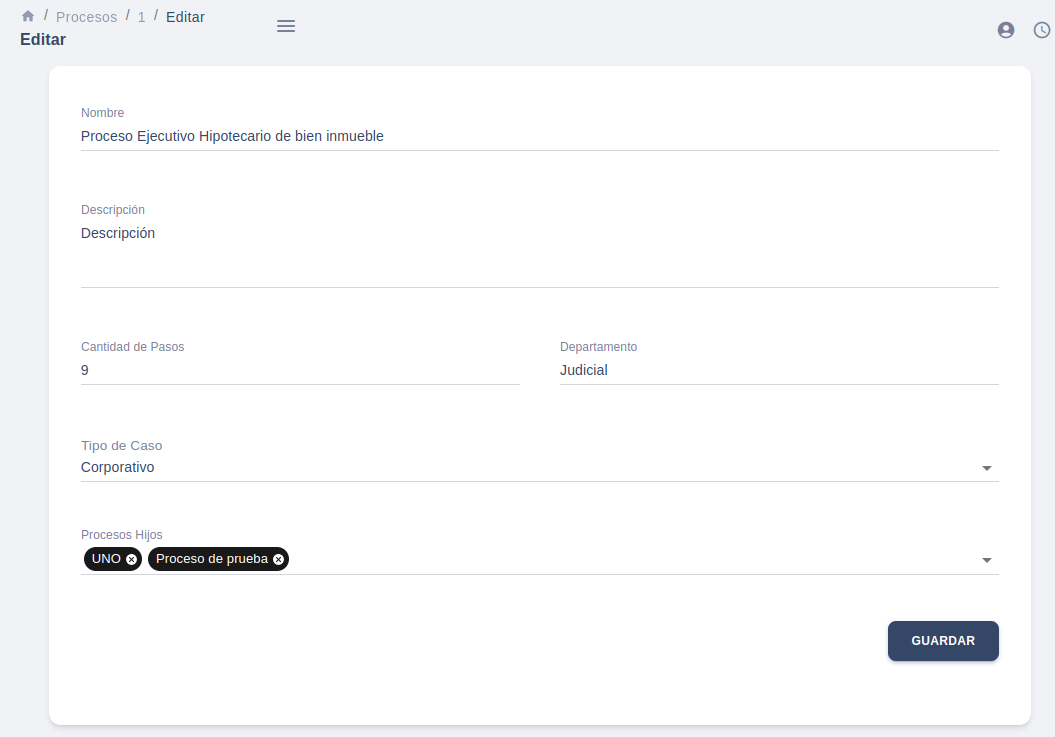 / Procesos / 1 / Editar
Editar
Nombre
Proceso Ejecutivo Hipotecario de bien inmueble
Descripción
Descripción
Cantidad de Pasos
9
Departamento
Judicial
Tipo de Caso
Corporativo
Procesos Hijos
UNO Proceso de prueba
GUARDAR